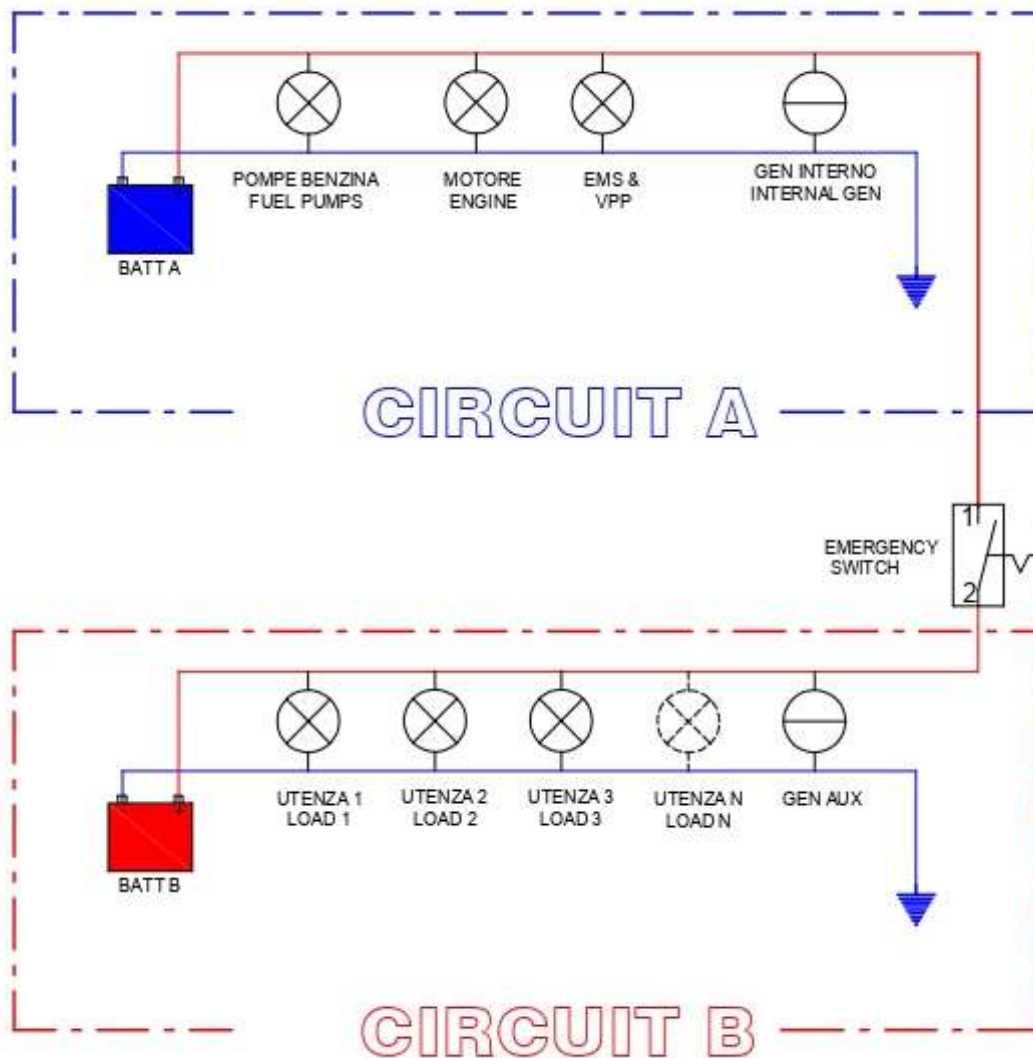 POMPE BENZINA
FUEL PUMPS
MOTORE
ENGINE
EMS &
VPP
GEN INTERNO
INTERNAL GEN
BATT A
CIRCUIT A
1
EMERGENCY
SWITCH
2
UTENZA 1
LOAD 1
UTENZA 2
LOAD 2
UTENZA 3
LOAD 3
UTENZA N
LOAD N
GEN AUX
BATT B
CIRCUIT B